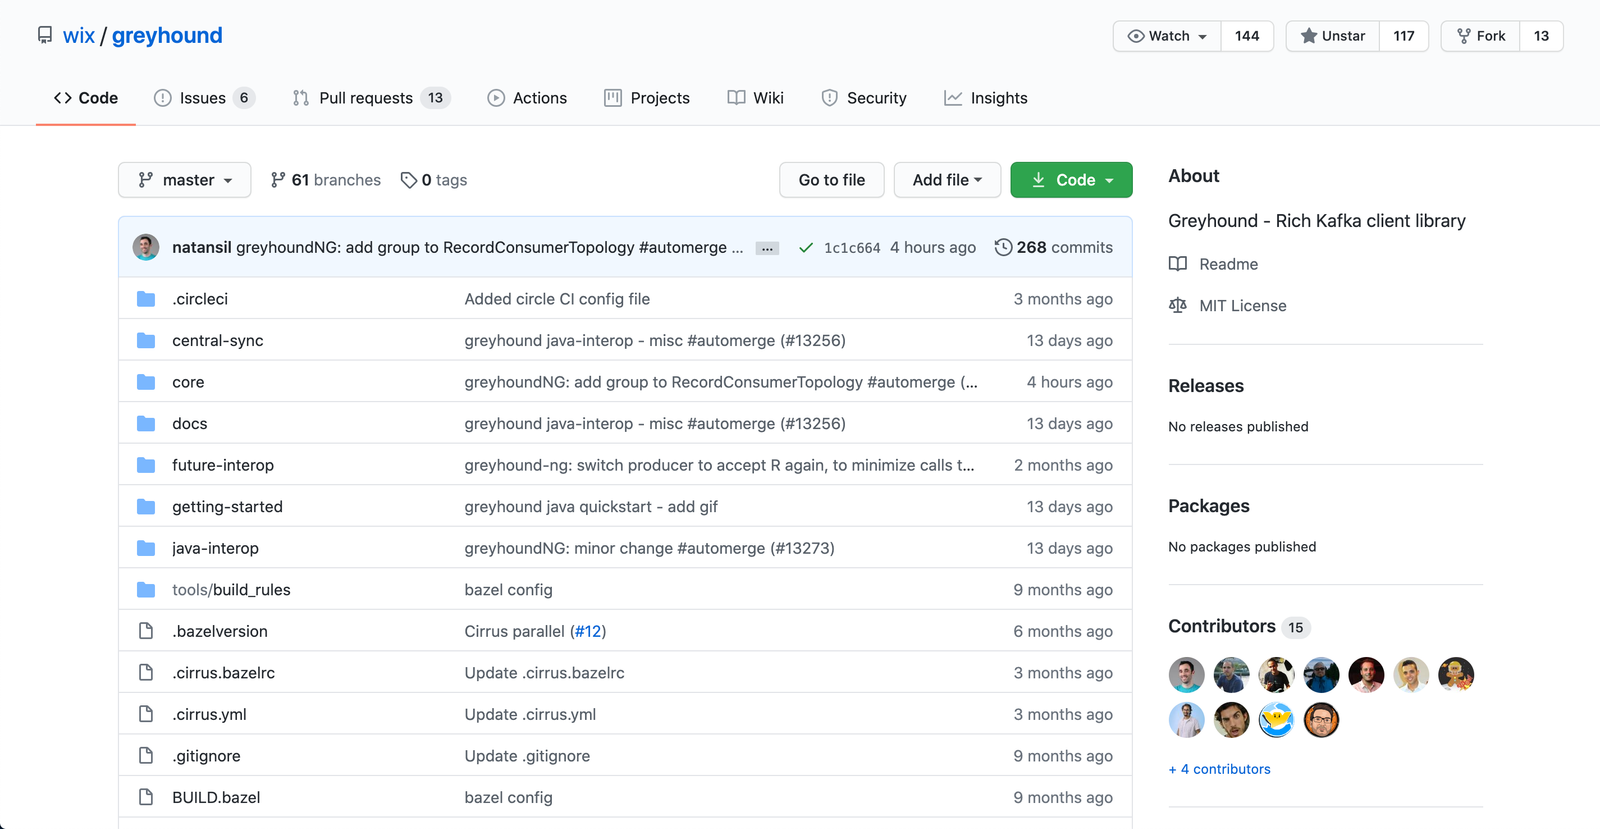 wix / greyhound
Watch 144 Unstar 117 Fork 13
Code Issues 6 Pull requests 13 Actions Projects Wiki Security Insights
master 61 branches 0 tags Go to file Add file Code
natansil greyhoundNG: add group to RecordConsumerTopology #automerge ... ... 1c1c664 4 hours ago 268 commits
.circleci Added circle CI config file 3 months ago
central-sync greyhound java-interop - misc #automerge (#13256) 13 days ago
core greyhoundNG: add group to RecordConsumerTopology #automerge (... 4 hours ago
docs greyhound java-interop - misc #automerge (#13256) 13 days ago
future-interop greyhound-ng: switch producer to accept R again, to minimize calls t... 2 months ago
getting-started greyhound java quickstart - add gif 13 days ago
java-interop greyhoundNG: minor change #automerge (#13273) 13 days ago
tools/build_rules bazel config 9 months ago
.bazelversion Cirrus parallel (#12) 6 months ago
.cirrus.bazelrc Update .cirrus.bazelrc 3 months ago
.cirrus.yml Update .cirrus.yml 3 months ago
.gitignore Update .gitignore 9 months ago
BUILD.bazel bazel config 9 months ago
About
Greyhound - Rich Kafka client library
Readme
MIT License
Releases
No releases published
Packages
No packages published
Contributors 15
+ 4 contributors